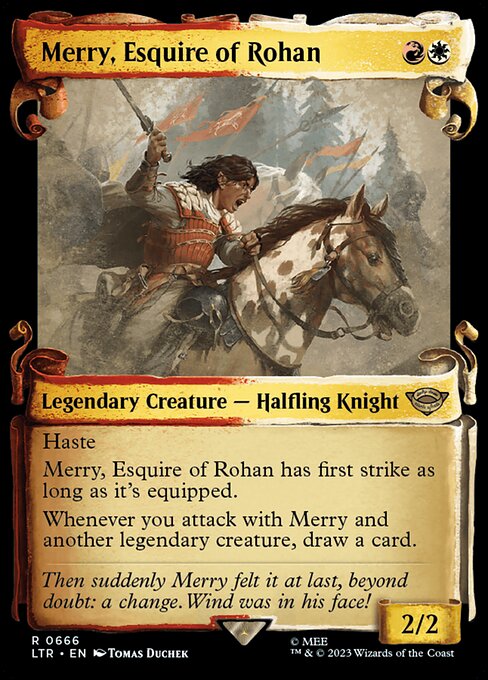 Merry, Esquire of Rohan
Legendary Creature — Halfling Knight
Haste
Merry, Esquire of Rohan has first strike as
long as it's equipped.
Whenever you attack with Merry and
another legendary creature, draw a card.
Then suddenly Merry felt it at last, beyond
doubt: a change. Wind was in his face!
2/2
R 0666
LTR • EN Tomas Duchek
© MEE
™ & © 2023 Wizards of the Coast